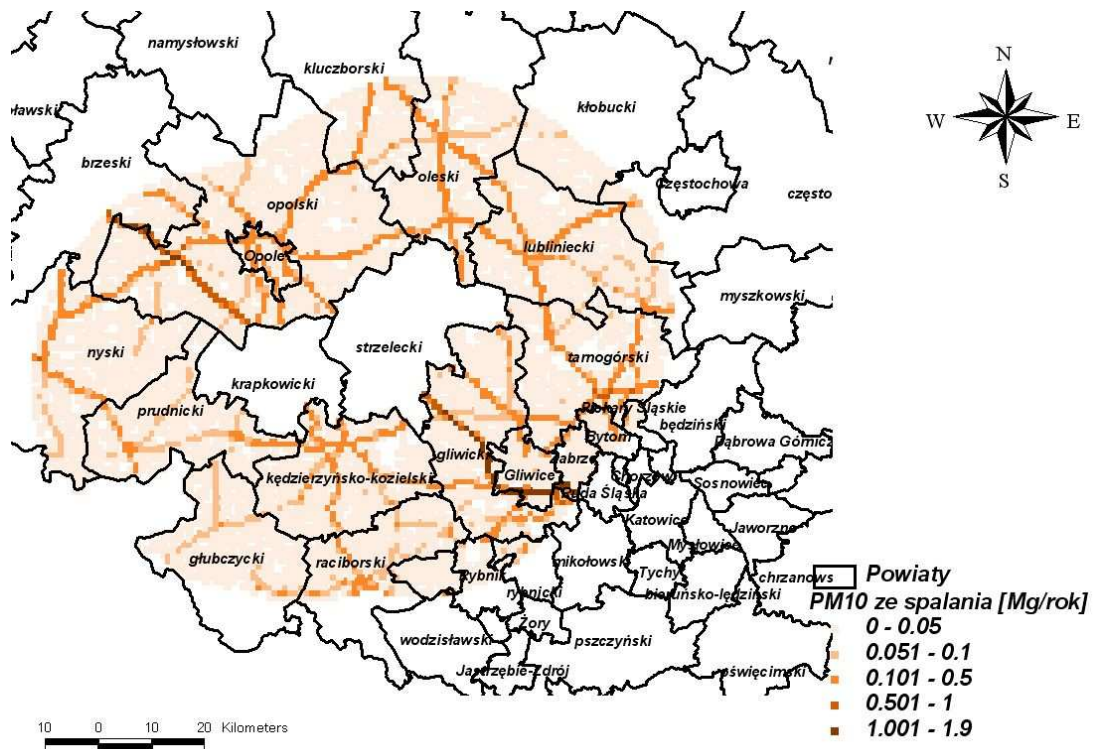 namysłowski
kluczborski
N
kłobucki
ławski
W
E
brzeski
S
oleski
Częstochowa
opolski
często
lubliniecki
Opole
myszkowski
nyski
strzelecki
tarnogórski
krapkowicki
prudnicki
Piekary Śląskie
będziński
Bytom
Dąbrowa Górnicz
gliwicki
Zabrze
Gliwice
Chorzów
Sosnowiec
kędzierzyńsko-kozielski
Ruda Śląska
Katowice
Jaworzno
Mysłowice
głubczycki
raciborski
mikołowski
Rybnik
Tychy
chrzanows
rybnicki
bieruńsko-lędziński
Powiaty
PM10 ze spalania [Mg/rok]
Żory
wodzisławski
pszczyński
0 - 0.05
0.051 - 0.1
Jastrzębie-Zdrój
oświęcimski
0.101 - 0.5
0.501 - 1
1.001 - 1.9
10 0 10 20 Kilometers